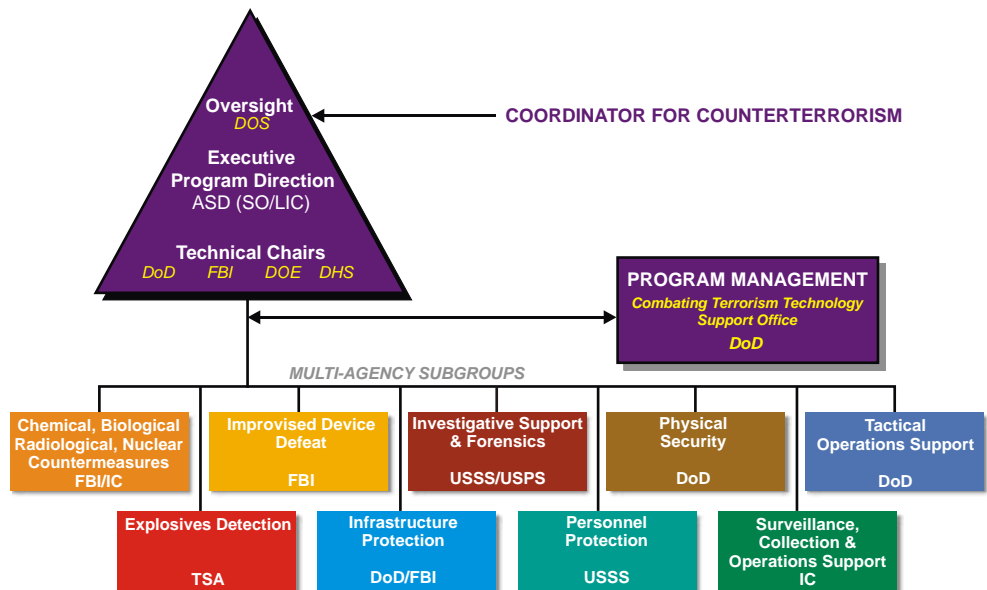 Oversight
DOS
COORDINATOR FOR COUNTERTERRORISM
Executive
Program Direction
ASD (SO/LIC)
Technical Chairs
DoD FBI DOE DHS
PROGRAM MANAGEMENT
Combating Terrorism Technology
Support Office
DoD
MULTI-AGENCY SUBGROUPS
Chemical, Biological
Radiological, Nuclear
Countermeasures
FBI/IC
Improvised Device
Defeat
FBI
Investigative Support
& Forensics
USSS/USPS
Physical
Security
DoD
Tactical
Operations Support
DoD
Explosives Detection
TSA
Infrastructure
Protection
DoD/FBI
Personnel
Protection
USSS
Surveillance,
Collection &
Operations Support
IC